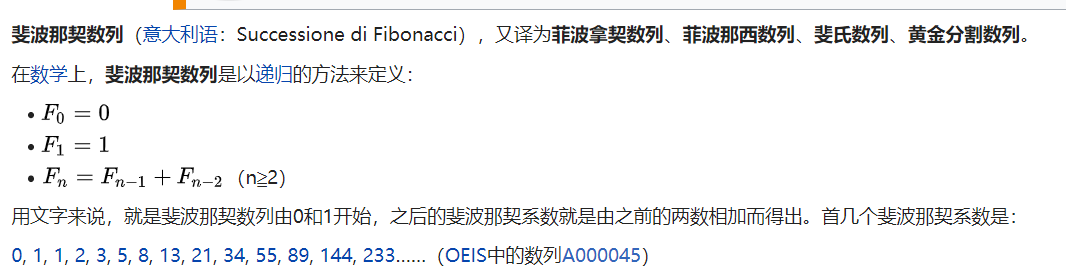 斐波那契数列（意大利语：Successione di Fibonacci），又译为菲波拿契数列、菲波那西数列、斐氏数列、黄金分割数列。
在数学上，斐波那契数列是以递归的方法来定义：
• F₀ = 0
• F₁ = 1
• Fₙ = Fₙ₋₁ + Fₙ₋₂（n≧2）
用文字来说，就是斐波那契数列由0和1开始，之后的斐波那契系数就是由之前的两数相加而得出。首几个斐波那契系数是：
0, 1, 1, 2, 3, 5, 8, 13, 21, 34, 55, 89, 144, 233……（OEIS中的数列A000045）